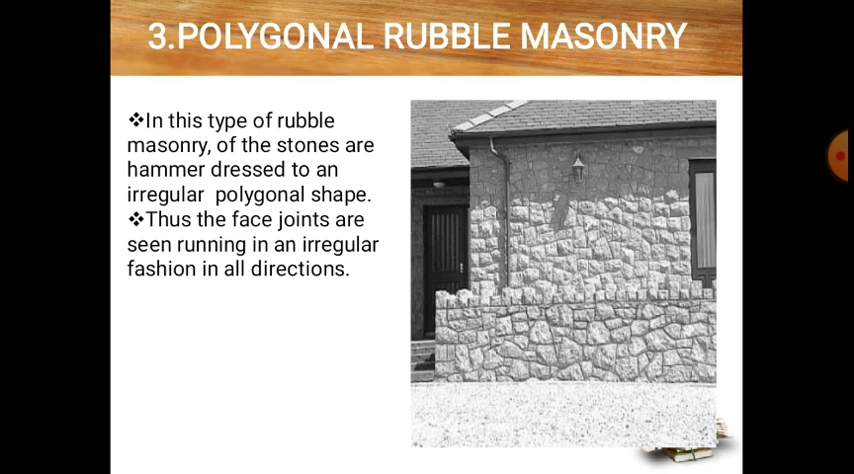 3.POLYGONAL RUBBLE MASONRY
❖In this type of rubble
masonry, of the stones are
hammer dressed to an
irregular polygonal shape.
❖Thus the face joints are
seen running in an irregular
fashion in all directions.